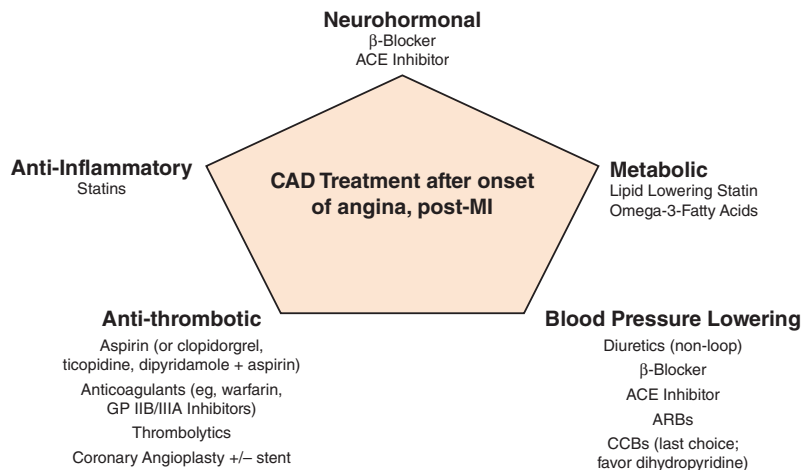 Neurohormonal
β-Blocker
ACE Inhibitor
Anti-Inflammatory
Statins
CAD Treatment after onset
of angina, post-MI
Metabolic
Lipid Lowering Statin
Omega-3-Fatty Acids
Anti-thrombotic
Aspirin (or clopidorgrel,
ticopidine, dipyridamole + aspirin)
Anticoagulants (eg, warfarin,
GP IIB/IIIA Inhibitors)
Thrombolytics
Coronary Angioplasty +/– stent
Blood Pressure Lowering
Diuretics (non-loop)
β-Blocker
ACE Inhibitor
ARBs
CCBs (last choice;
favor dihydropyridine)